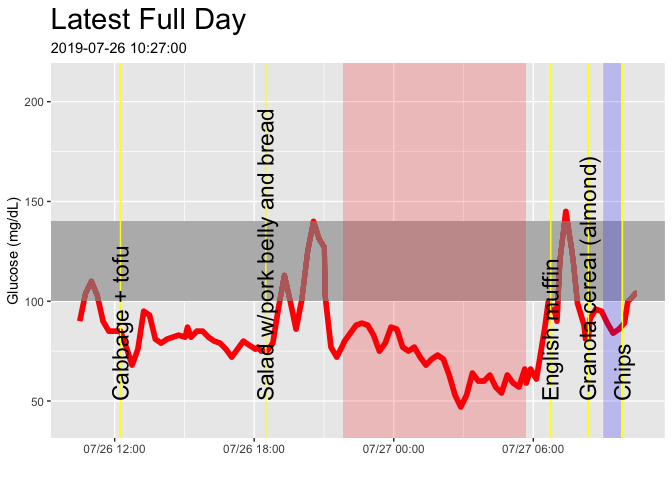 Latest Full Day
2019-07-26 10:27:00
Glucose (mg/dL)
200
150
100
50
Cabbage + tofu
Salad w/pork belly and bread
English muffin
Granola cereal (almond)
Chips
07/26 12:00
07/26 18:00
07/27 00:00
07/27 06:00